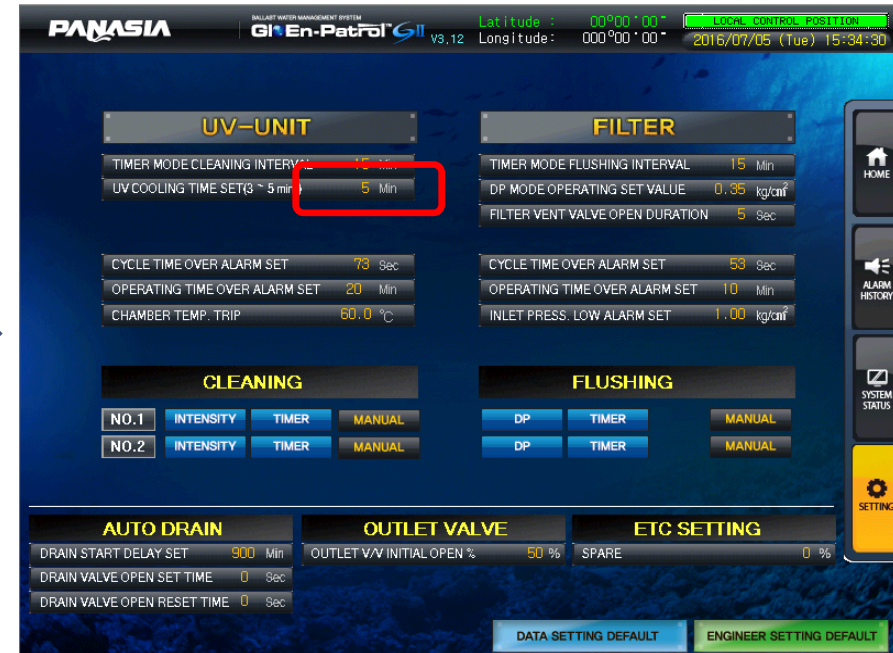 PANASIA
BALLAST WATER MANAGEMENT SYSTEM
GloEn-Patrol™ GII V3.12
Latitude : 00°00'00"
Longitude: 000°00'00"
LOCAL CONTROL POSITION
2016/07/05 (Tue) 15:34:30
UV-UNIT
TIMER MODE CLEANING INTERVAL 15 Min
UV COOLING TIME SET(3 ~ 5 min) 5 Min
CYCLE TIME OVER ALARM SET 73 Sec
OPERATING TIME OVER ALARM SET 20 Min
CHAMBER TEMP. TRIP 60.0 °C
FILTER
TIMER MODE FLUSHING INTERVAL 15 Min
DP MODE OPERATING SET VALUE 0.35 kg/cm²
FILTER VENT VALVE OPEN DURATION 5 Sec
CYCLE TIME OVER ALARM SET 53 Sec
OPERATING TIME OVER ALARM SET 10 Min
INLET PRESS. LOW ALARM SET 1.00 kg/cm²
CLEANING
NO.1 INTENSITY TIMER MANUAL
NO.2 INTENSITY TIMER MANUAL
FLUSHING
DP TIMER MANUAL
DP TIMER MANUAL
AUTO DRAIN
DRAIN START DELAY SET 900 Min
DRAIN VALVE OPEN SET TIME 0 Sec
DRAIN VALVE OPEN RESET TIME 0 Sec
OUTLET VALVE
OUTLET V/V INITIAL OPEN % 50 %
ETC SETTING
SPARE 0 %
DATA SETTING DEFAULT
ENGINEER SETTING DEFAULT
HOME
ALARM
HISTORY
SYSTEM
STATUS
SETTING